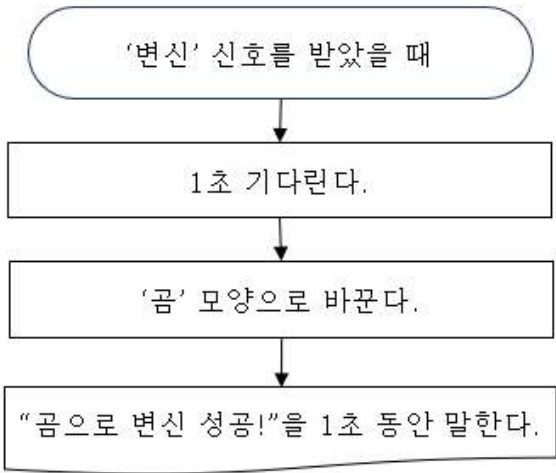 ‘변신’ 신호를 받았을 때
1초 기다린다.
‘곰’ 모양으로 바꾼다.
“곰으로 변신 성공!”을 1초 동안 말한다.